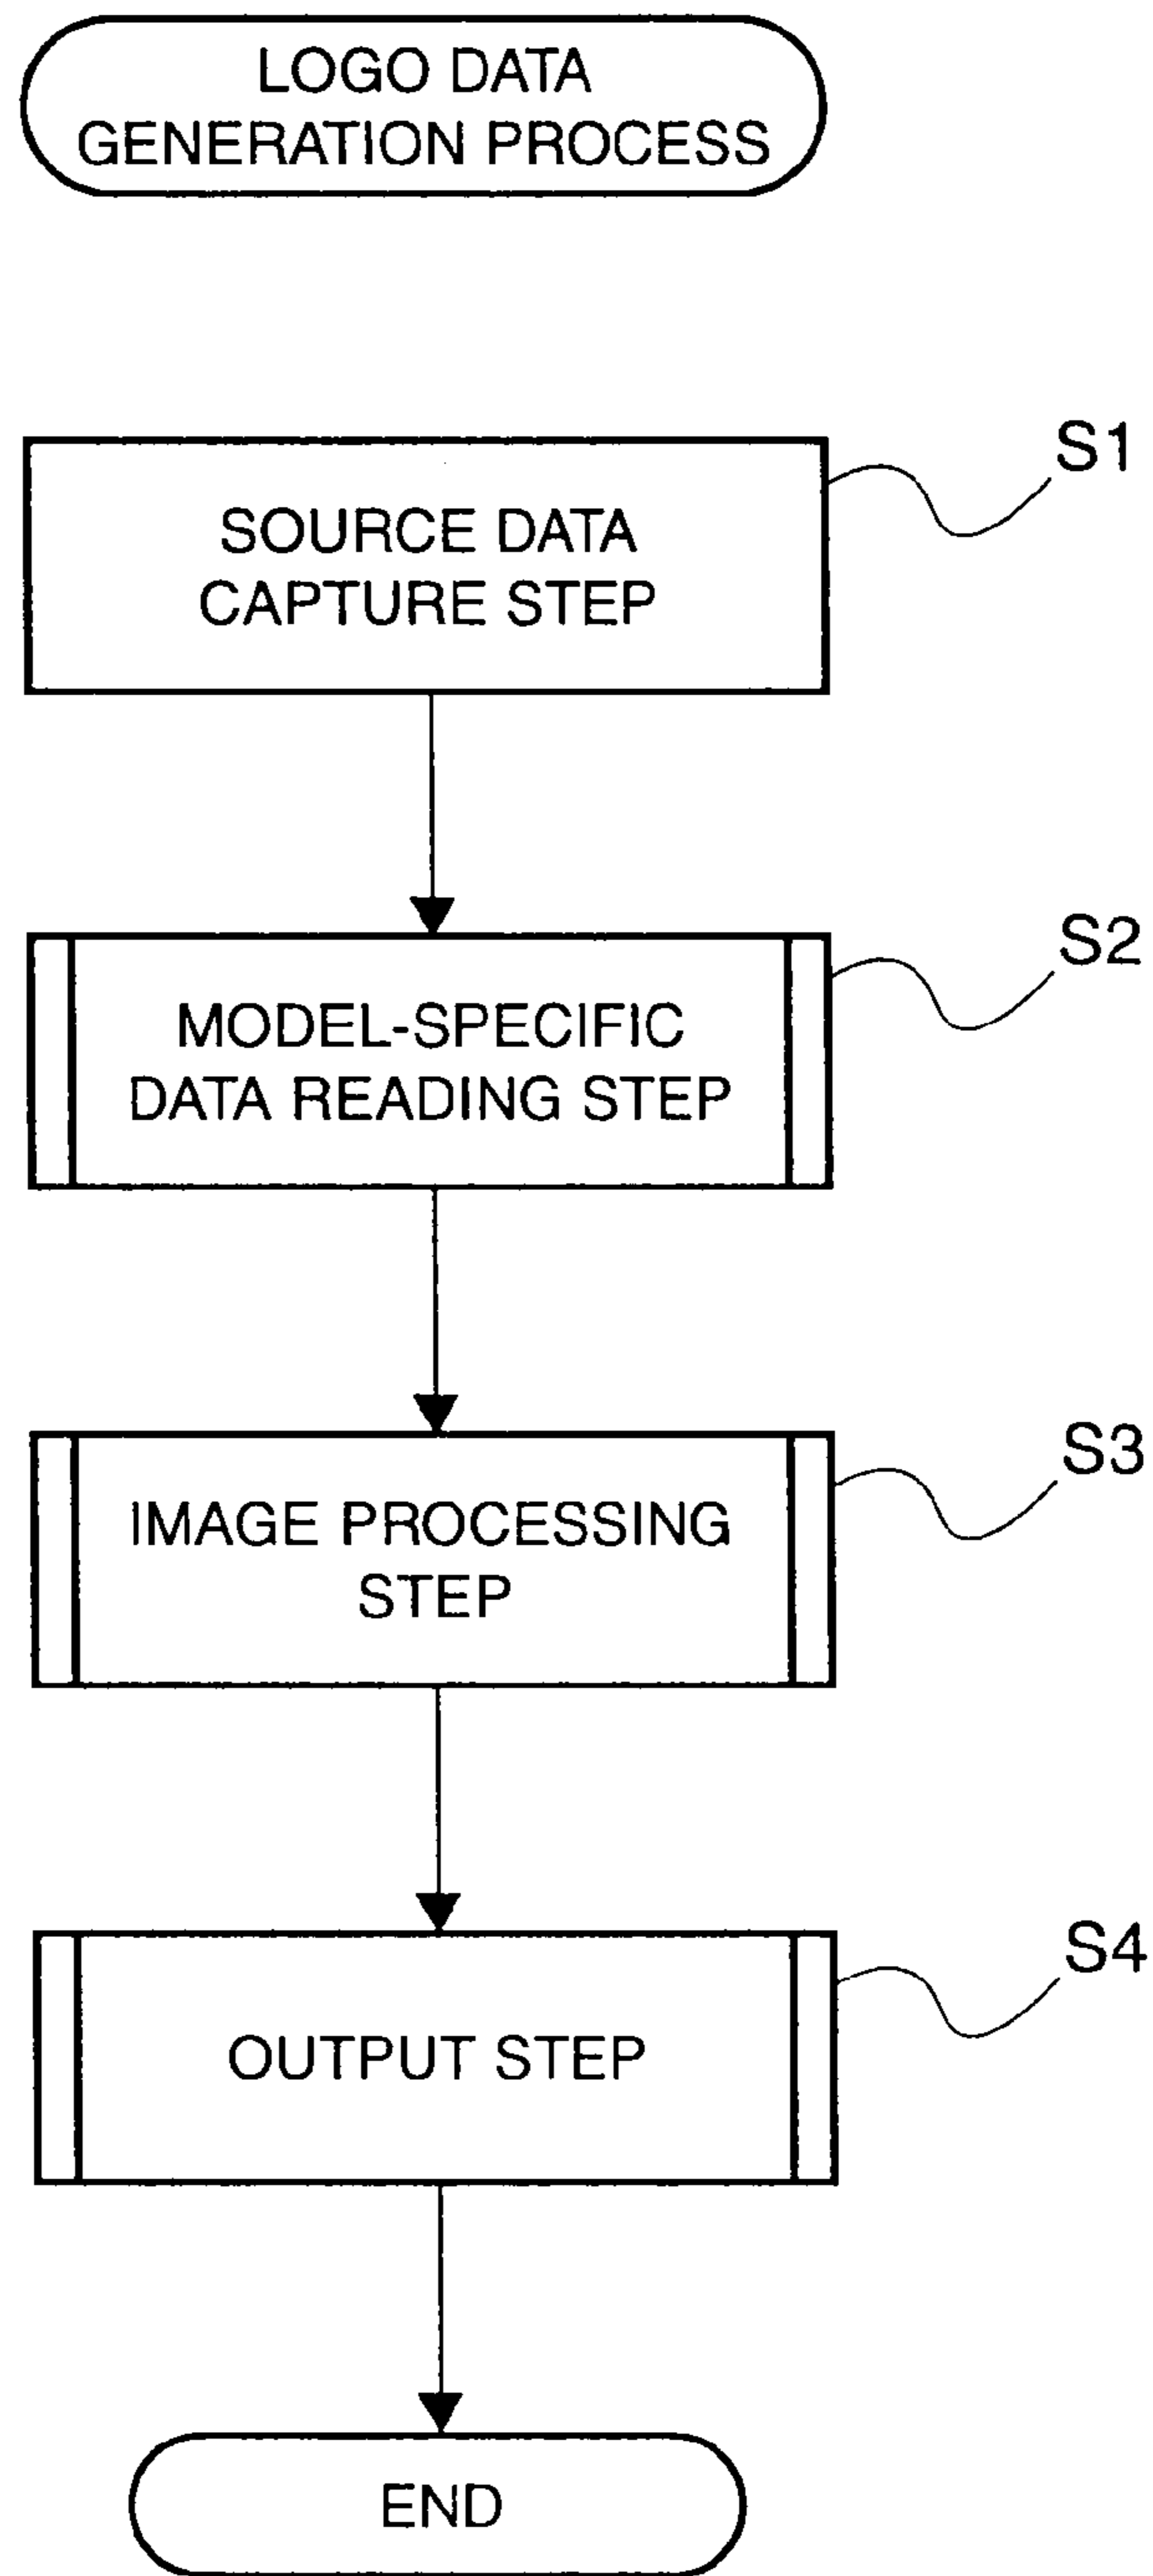 LOGO DATA
GENERATION PROCESS
S1
SOURCE DATA
CAPTURE STEP
S2
MODEL-SPECIFIC
DATA READING STEP
S3
IMAGE PROCESSING
STEP
S4
OUTPUT STEP
END